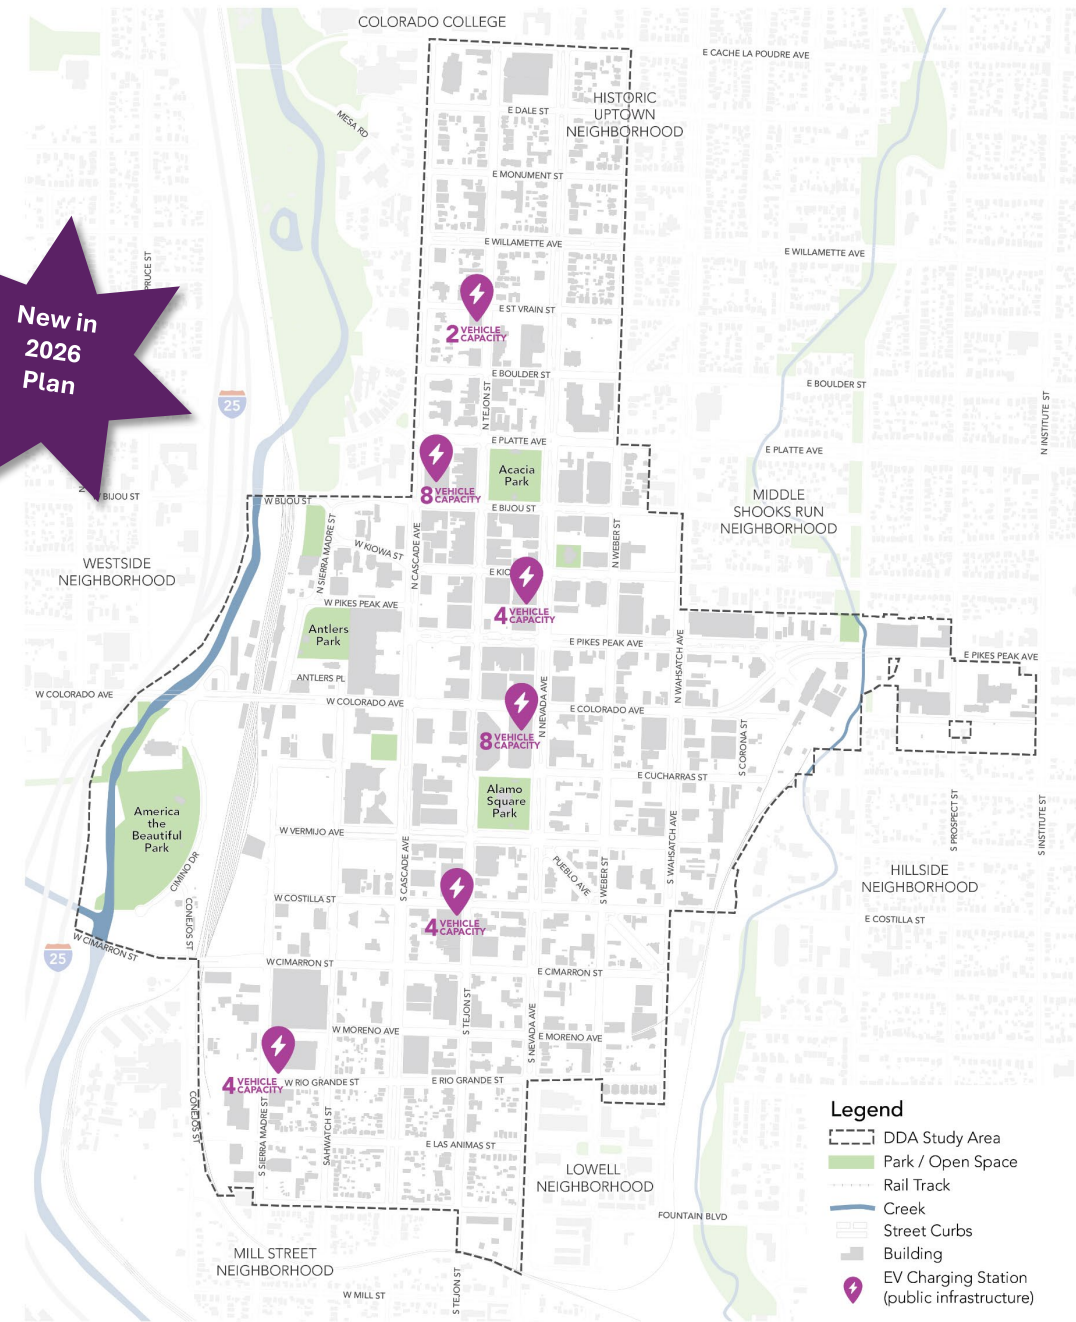 COLORADO COLLEGE
E CACHE LA POUDRE AVE
HISTORIC
UPTOWN
NEIGHBORHOOD
E DALE ST
MESA RD
E MONUMENT ST
E WILLAMETTE AVE
E WILLAMETTE AVE
PRUCE ST
New in
2026
Plan
E ST VRAIN ST
2 VEHICLE
CAPACITY
25
E BOULDER ST
E BOULDER ST
N TEJON ST
N INSTITUTE ST
E PLATTE AVE
E PLATTE AVE
Acacia
Park
8 VEHICLE
CAPACITY
W BIJOU ST
W BIJOU ST
E BIJOU ST
MIDDLE
SHOOKS RUN
NEIGHBORHOOD
N SIERRA MADRE ST
W KIOWA ST
N CASCADE AVE
N WEBER ST
WESTSIDE
NEIGHBORHOOD
E KIO
4 VEHICLE
CAPACITY
W PIKES PEAK AVE
Antlers
Park
E PIKES PEAK AVE
E PIKES PEAK AVE
N WAHSATCH AVE
ANTLERS PL
W COLORADO AVE
W COLORADO AVE
E COLORADO AVE
N NEVADA AVE
8 VEHICLE
CAPACITY
S CORONA ST
E CUCHARRAS ST
Alamo
Square
Park
America
the
Beautiful
Park
W VERMIJO AVE
S WAHSATCH AVE
S PROSPECT ST
S INSTITUTE ST
CIMINO DR
S CASCADE AVE
PUEBLO AVE
S WEBER ST
HILLSIDE
NEIGHBORHOOD
W COSTILLA ST
E COSTILLA ST
4 VEHICLE
CAPACITY
CONEJOS ST
W CIMARRON ST
25
W CIMARRON ST
E CIMARRON ST
S TEJON ST
S NEVADA AVE
W MORENO AVE
E MORENO AVE
4 VEHICLE
CAPACITY
W RIO GRANDE ST
E RIO GRANDE ST
CONEJOS ST
S SIERRA MADRE ST
SAHWATCH ST
E LAS ANIMAS ST
LOWELL
NEIGHBORHOOD
FOUNTAIN BLVD
MILL STREET
NEIGHBORHOOD
W MILL ST
S TEJON ST
Legend
DDA Study Area
Park / Open Space
Rail Track
Creek
Street Curbs
Building
EV Charging Station
(public infrastructure)